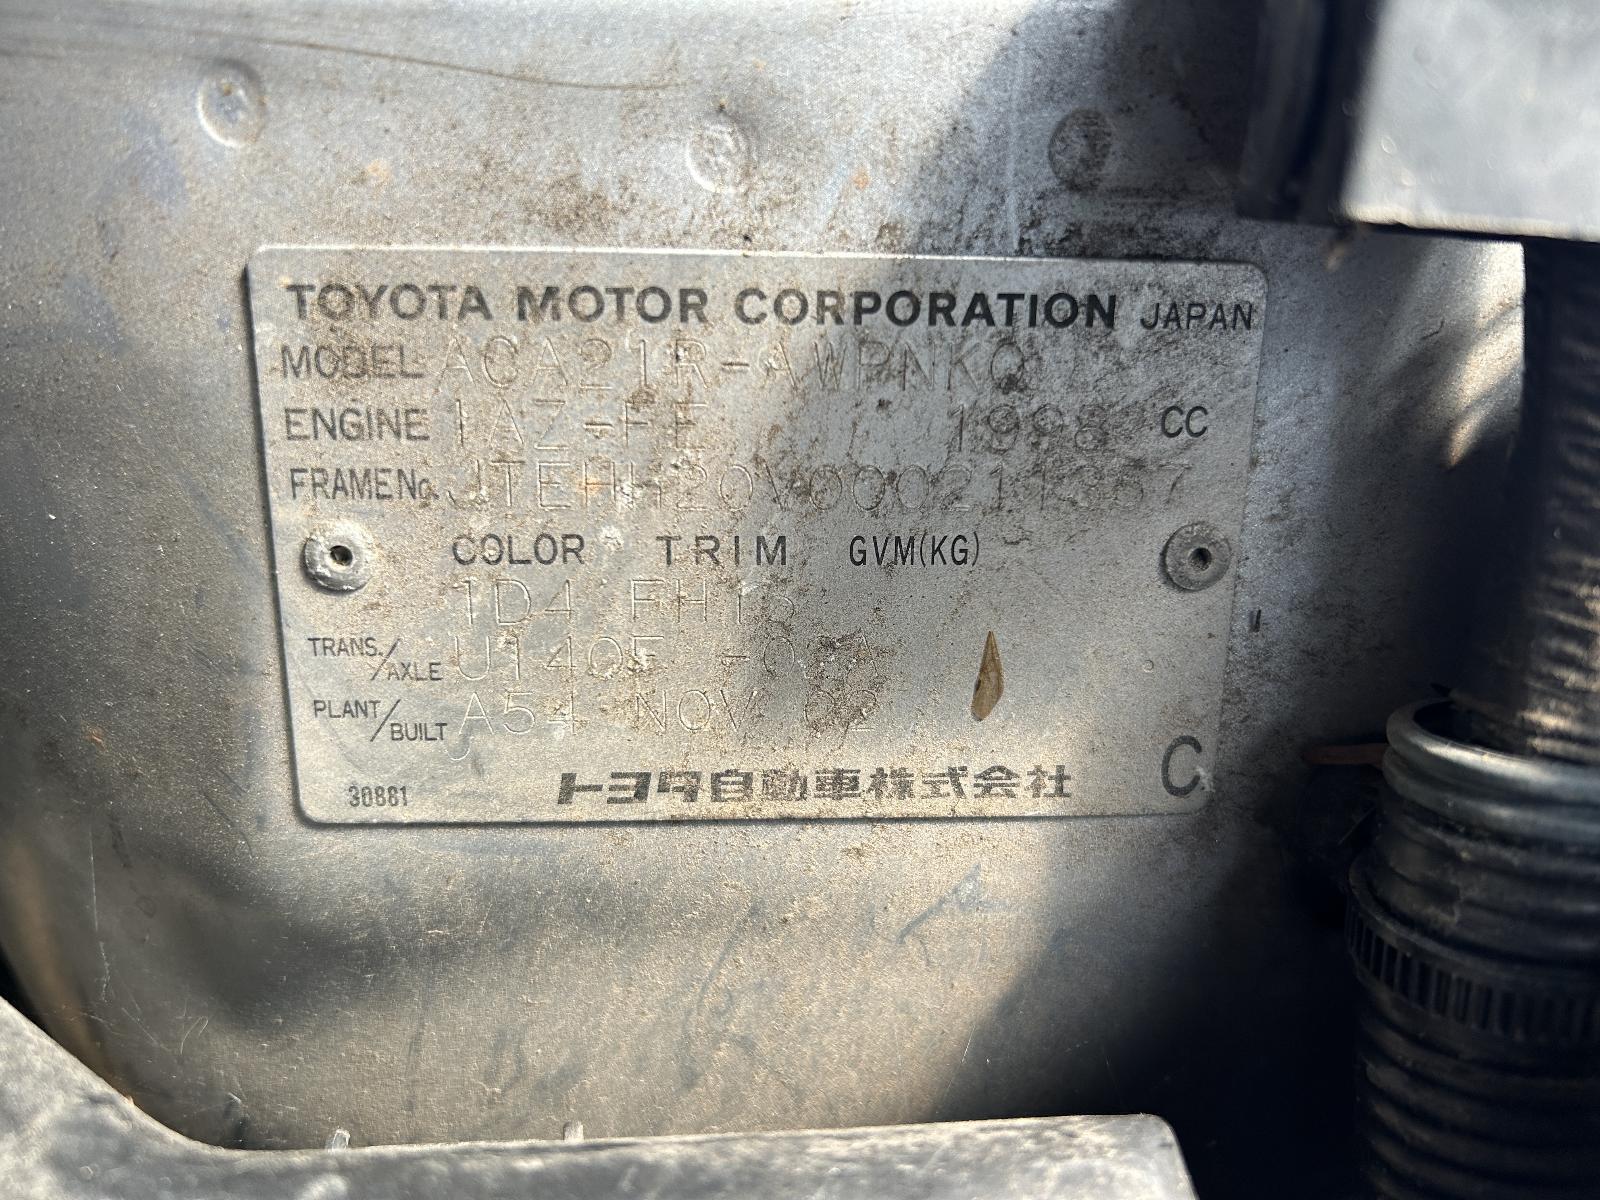 TOYOTA MOTOR CORPORATION JAPAN
MODEL ACA21R-AWPNKQ
ENGINE 1AZ-FE 1998 CC
FRAME No. JTEHH20V000211367
COLOR TRIM GVM(KG)
1D4 FH13
TRANS./AXLE U140F
PLANT/BUILT A54 NOV 02
30881 トヨタ自動車株式会社 C